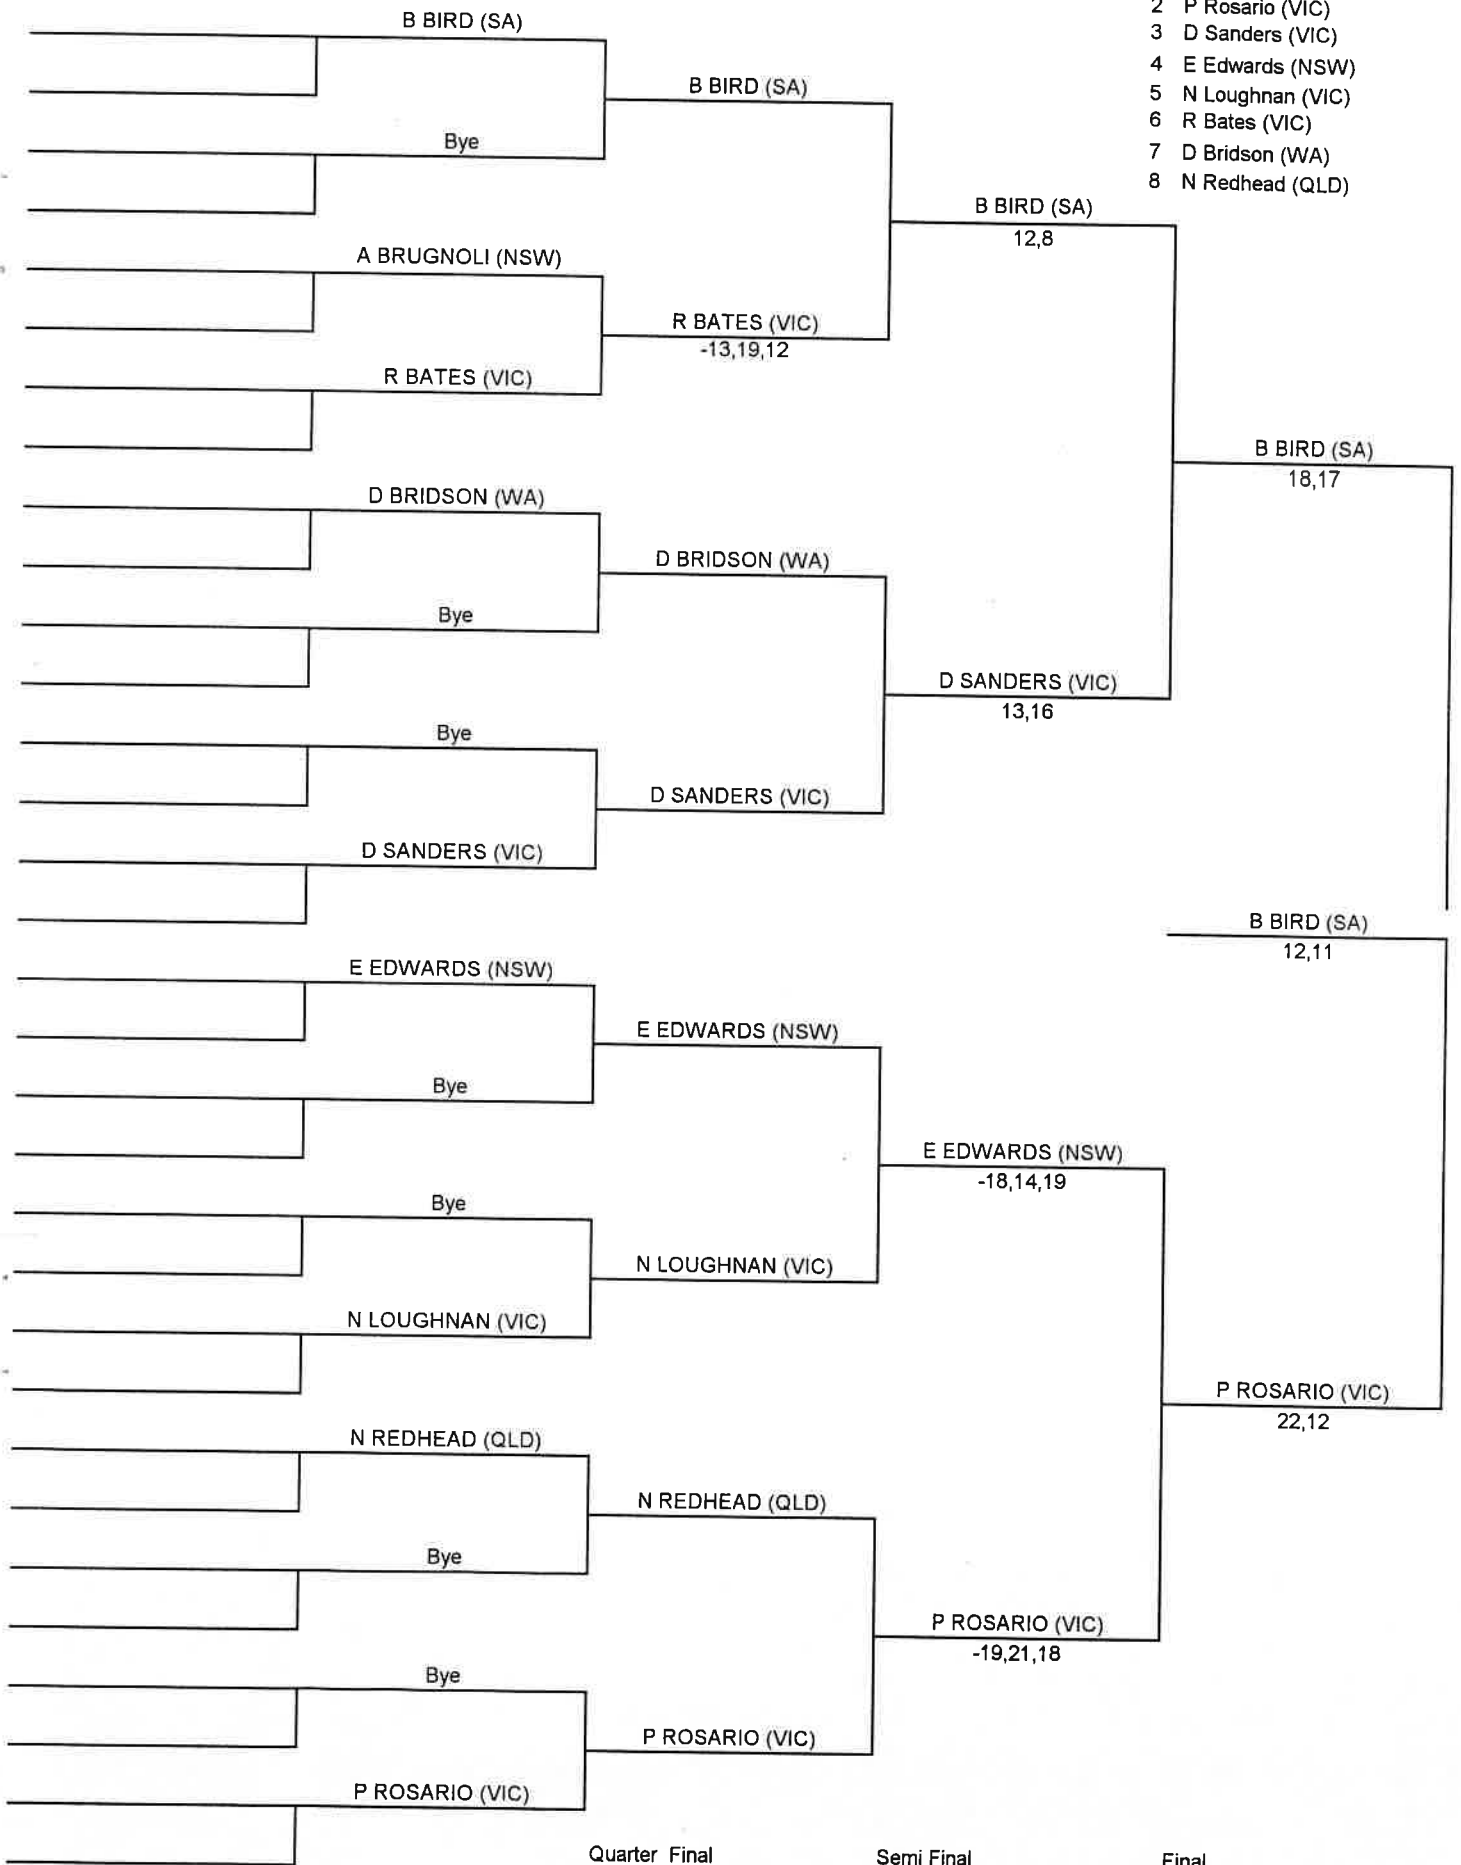 B BIRD (SA)
2 P Rosario (VIC)
3 D Sanders (VIC)
4 E Edwards (NSW)
5 N Loughnan (VIC)
6 R Bates (VIC)
7 D Bridson (WA)
8 N Redhead (QLD)
B BIRD (SA)
Bye
B BIRD (SA)
12,8
A BRUGNOLI (NSW)
R BATES (VIC)
-13,19,12
R BATES (VIC)
B BIRD (SA)
18,17
D BRIDSON (WA)
D BRIDSON (WA)
Bye
D SANDERS (VIC)
13,16
Bye
D SANDERS (VIC)
D SANDERS (VIC)
B BIRD (SA)
12,11
E EDWARDS (NSW)
E EDWARDS (NSW)
Bye
E EDWARDS (NSW)
-18,14,19
Bye
N LOUGHNAN (VIC)
N LOUGHNAN (VIC)
P ROSARIO (VIC)
22,12
N REDHEAD (QLD)
N REDHEAD (QLD)
Bye
P ROSARIO (VIC)
-19,21,18
Bye
P ROSARIO (VIC)
P ROSARIO (VIC)
Quarter Final
Semi Final
Final